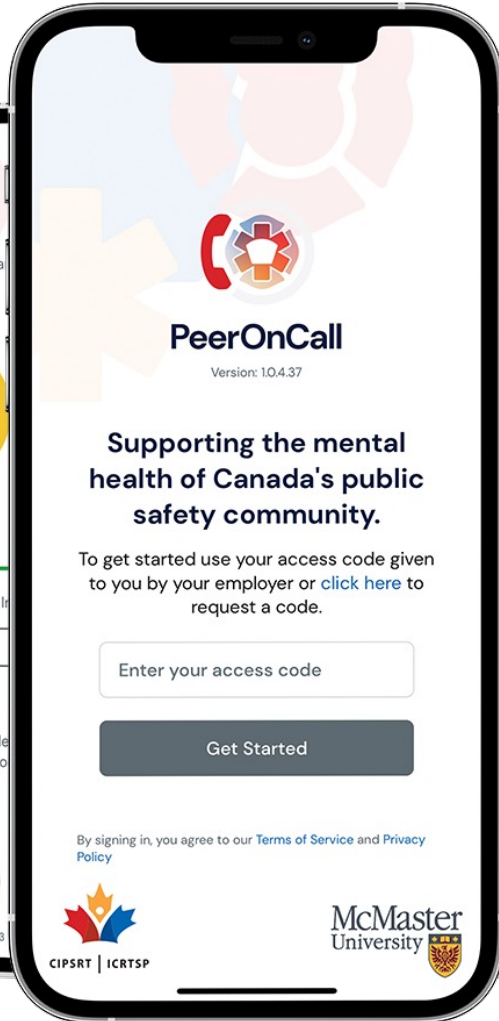 PeerOnCall
Version: 1.0.4.37
Supporting the mental
health of Canada's public
safety community.
To get started use your access code given
to you by your employer or click here to
request a code.
Enter your access code
Get Started
By signing in, you agree to our Terms of Service and Privacy
Policy
CIPSRT | ICRTSP
McMaster
University